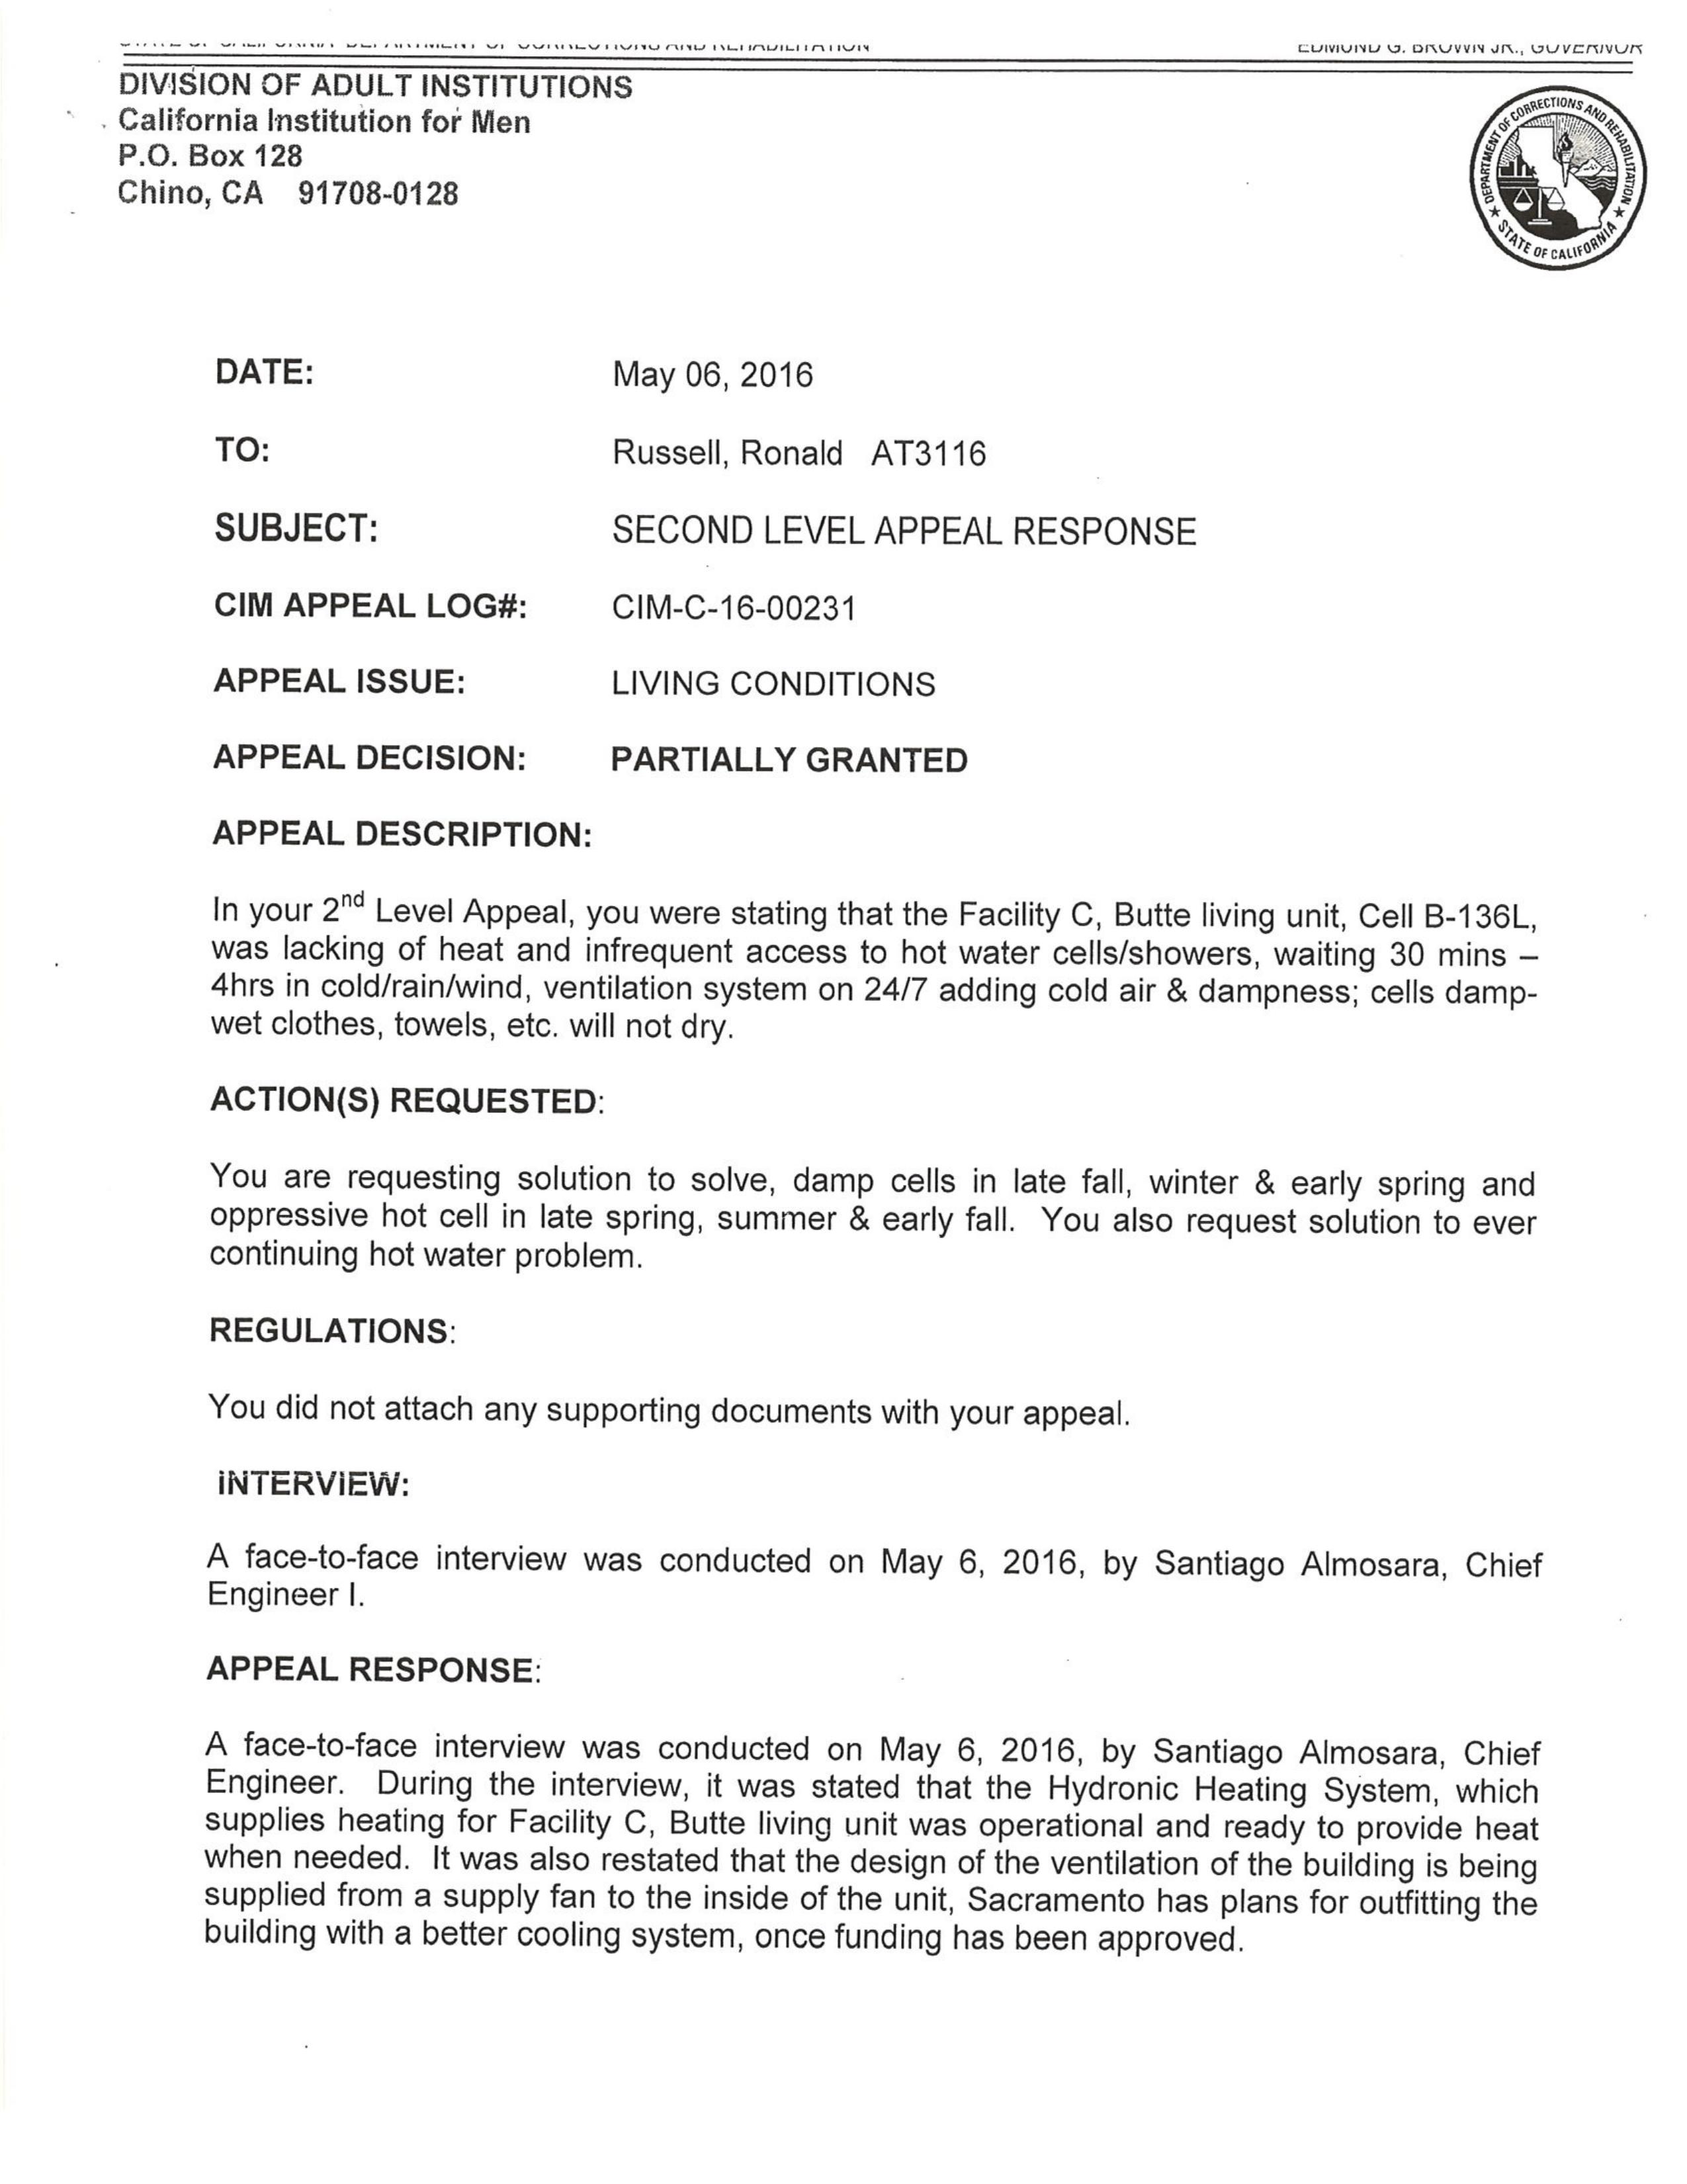 STATE OF CALIFORNIA DEPARTMENT OF CORRECTIONS AND REHABILITATION EDMUND G. BROWN JR., GOVERNOR
DIVISION OF ADULT INSTITUTIONS
California Institution for Men
P.O. Box 128
Chino, CA 91708-0128
DEPARTMENT OF CORRECTIONS AND REHABILITATION
STATE OF CALIFORNIA
DATE: May 06, 2016
TO: Russell, Ronald AT3116
SUBJECT: SECOND LEVEL APPEAL RESPONSE
CIM APPEAL LOG#: CIM-C-16-00231
APPEAL ISSUE: LIVING CONDITIONS
APPEAL DECISION: PARTIALLY GRANTED
APPEAL DESCRIPTION:
In your 2nd Level Appeal, you were stating that the Facility C, Butte living unit, Cell B-136L,
was lacking of heat and infrequent access to hot water cells/showers, waiting 30 mins –
4hrs in cold/rain/wind, ventilation system on 24/7 adding cold air & dampness; cells damp-
wet clothes, towels, etc. will not dry.
ACTION(S) REQUESTED:
You are requesting solution to solve, damp cells in late fall, winter & early spring and
oppressive hot cell in late spring, summer & early fall. You also request solution to ever
continuing hot water problem.
REGULATIONS:
You did not attach any supporting documents with your appeal.
INTERVIEW:
A face-to-face interview was conducted on May 6, 2016, by Santiago Almosara, Chief
Engineer I.
APPEAL RESPONSE:
A face-to-face interview was conducted on May 6, 2016, by Santiago Almosara, Chief
Engineer. During the interview, it was stated that the Hydronic Heating System, which
supplies heating for Facility C, Butte living unit was operational and ready to provide heat
when needed. It was also restated that the design of the ventilation of the building is being
supplied from a supply fan to the inside of the unit, Sacramento has plans for outfitting the
building with a better cooling system, once funding has been approved.